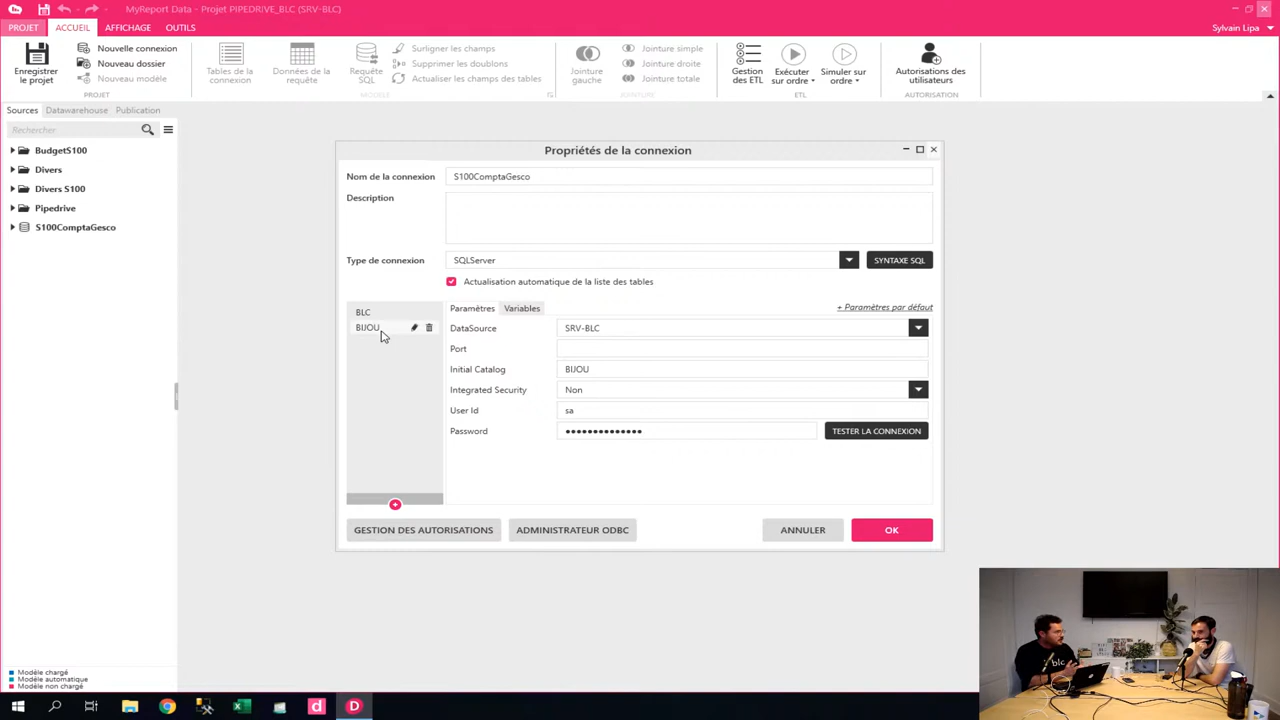 MyReport Data - Projet PIPEDRIVE_BLC (SRV-BLC)
PROJET ACCUEIL AFFICHAGE OUTILS
Sylvain Lipa
Enregistrer le projet
Nouvelle connexion
Nouveau dossier
Nouveau modèle
PROJET
Tables de la connexion
Données de la requête
Requête SQL
Surligner les champs
Supprimer les doublons
Actualiser les champs des tables
MODÈLE
Jointure gauche
Jointure simple
Jointure droite
Jointure totale
JOINTURE
Gestion des ETL
Exécuter sur ordre
Simuler sur ordre
ETL
Autorisations des utilisateurs
AUTORISATION
Sources Datawarehouse Publication
Rechercher
BudgetS100
Divers
Divers S100
Pipedrive
S100ComptaGesco
Propriétés de la connexion
Nom de la connexion S100ComptaGesco
Description
Type de connexion SQLServer SYNTAXE SQL
Actualisation automatique de la liste des tables
BLC
BIJOU
Paramètres Variables + Paramètres par défaut
DataSource SRV-BLC
Port
Initial Catalog BIJOU
Integrated Security Non
User Id sa
Password •••••••••••••• TESTER LA CONNEXION
GESTION DES AUTORISATIONS ADMINISTRATEUR ODBC ANNULER OK
Modèle chargé
Modèle automatique
Modèle non chargé
blc